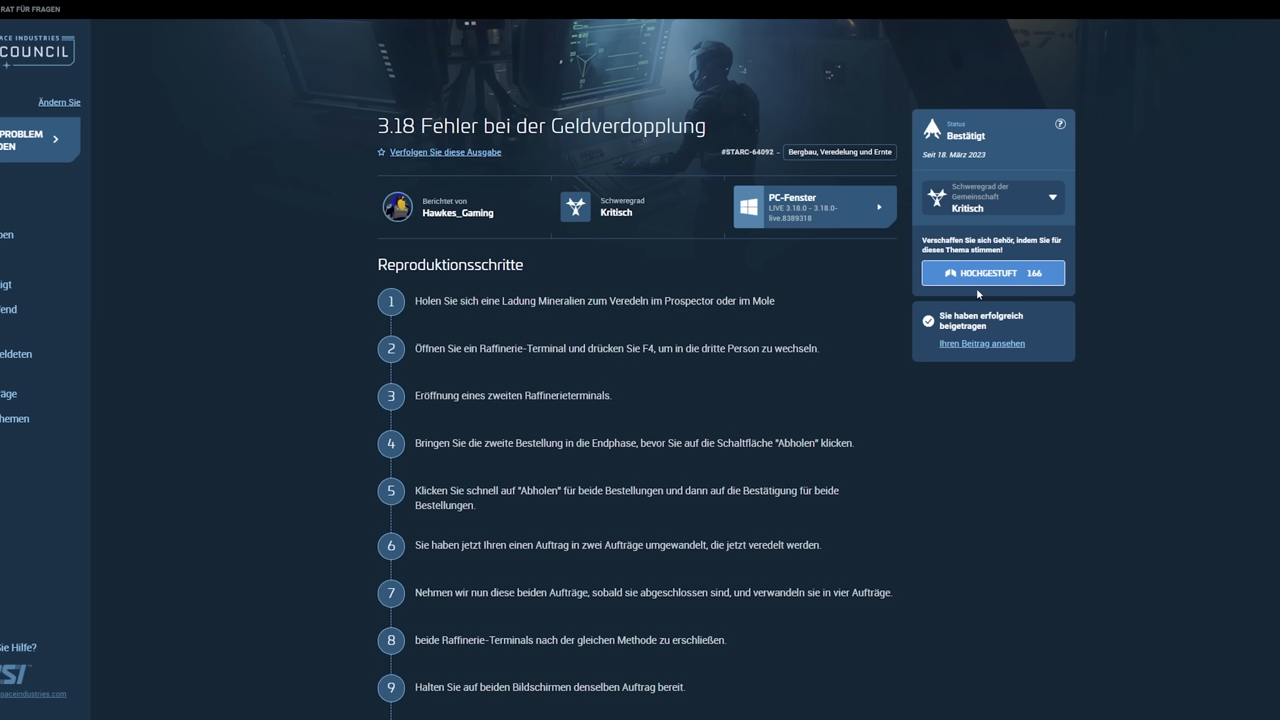 RAT FÜR FRAGEN
ACE INDUSTRIES
COUNCIL
Ändern Sie
PROBLEM
DEN
ben
igt
fend
eldeten
äge
hemen
Sie Hilfe?
SI
paceindustries.com
3.18 Fehler bei der Geldverdopplung
Verfolgen Sie diese Ausgabe
#STARC-64092 - Bergbau, Veredelung und Ernte
Berichtet von
Hawkes_Gaming
Schweregrad
Kritisch
PC-Fenster
LIVE 3.18.0 - 3.18.0-
live.8389318
Reproduktionsschritte
1 Holen Sie sich eine Ladung Mineralien zum Veredeln im Prospector oder im Mole
2 Öffnen Sie ein Raffinerie-Terminal und drücken Sie F4, um in die dritte Person zu wechseln.
3 Eröffnung eines zweiten Raffinerieterminals.
4 Bringen Sie die zweite Bestellung in die Endphase, bevor Sie auf die Schaltfläche "Abholen" klicken.
5 Klicken Sie schnell auf "Abholen" für beide Bestellungen und dann auf die Bestätigung für beide
Bestellungen.
6 Sie haben jetzt Ihren einen Auftrag in zwei Aufträge umgewandelt, die jetzt veredelt werden.
7 Nehmen wir nun diese beiden Aufträge, sobald sie abgeschlossen sind, und verwandeln sie in vier Aufträge.
8 beide Raffinerie-Terminals nach der gleichen Methode zu erschließen.
9 Halten Sie auf beiden Bildschirmen denselben Auftrag bereit.
Status
Bestätigt
Seit 18. März 2023
Schweregrad der
Gemeinschaft
Kritisch
Verschaffen Sie sich Gehör, indem Sie für
dieses Thema stimmen!
HOCHGESTUFT 166
Sie haben erfolgreich
beigetragen
Ihren Beitrag ansehen